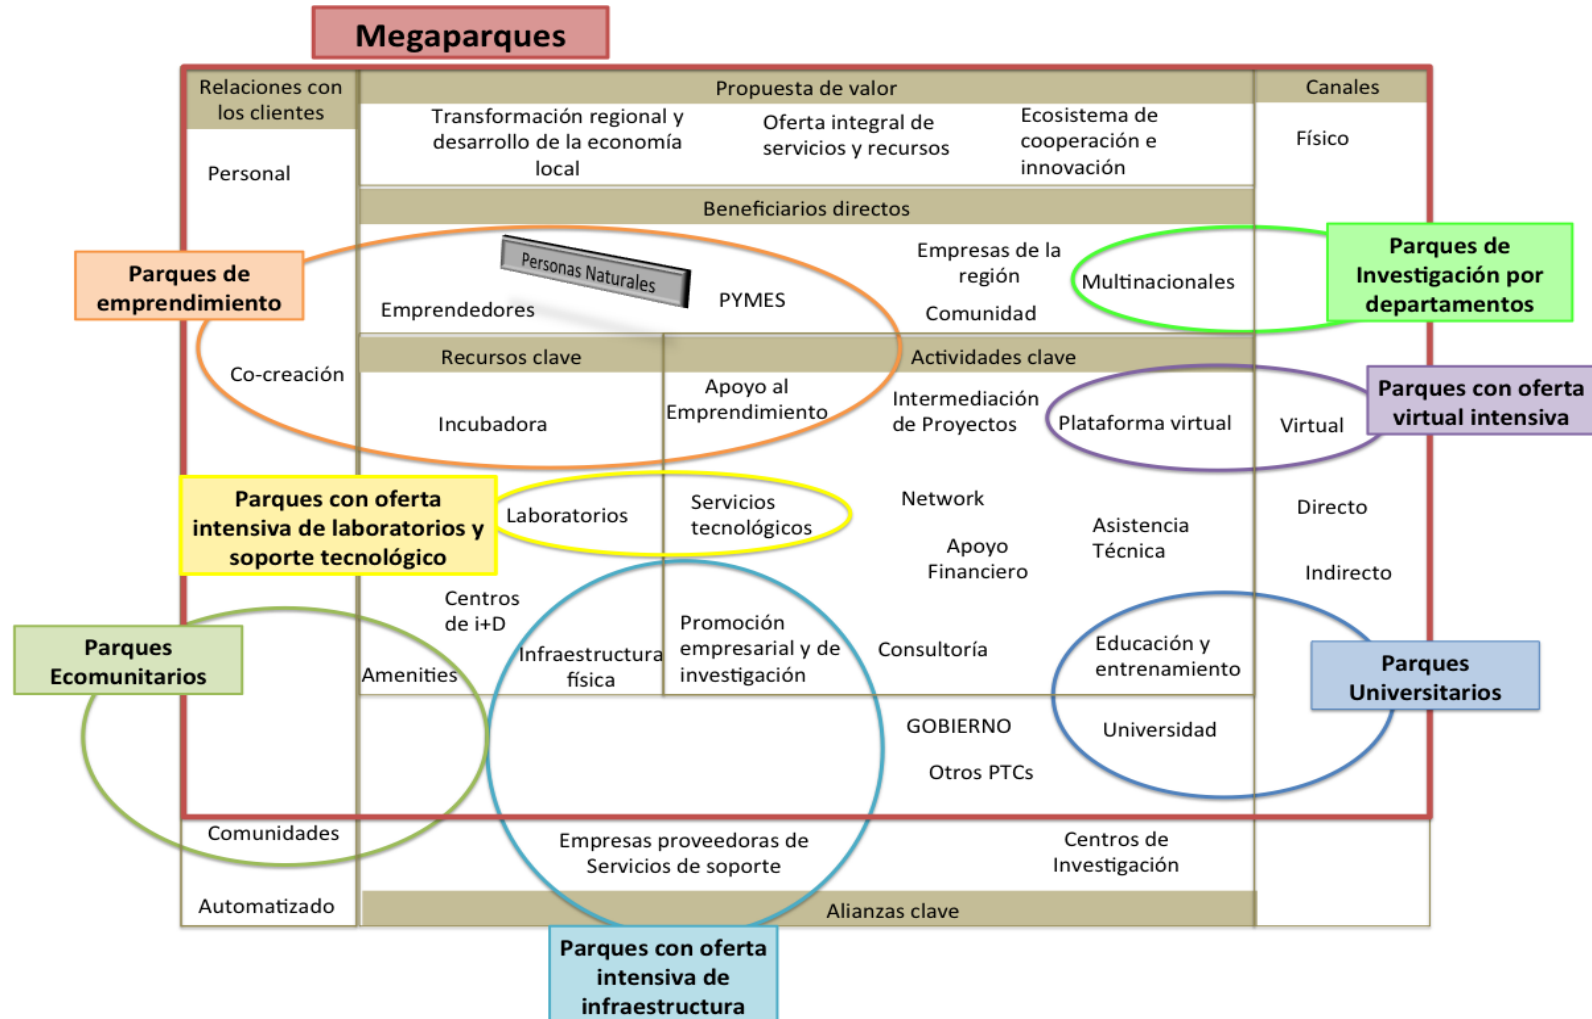 Megaparques
Relaciones con
los clientes
Propuesta de valor
Canales
Transformación regional y
desarrollo de la economía
local
Oferta integral de
servicios y recursos
Ecosistema de
cooperación e
innovación
Físico
Personal
Beneficiarios directos
Parques de
emprendimiento
Personas Naturales
Emprendedores
PYMES
Empresas de la
región
Comunidad
Multinacionales
Parques de
Investigación por
departamentos
Recursos clave
Actividades clave
Co-creación
Incubadora
Apoyo al
Emprendimiento
Intermediación
de Proyectos
Plataforma virtual
Virtual
Parques con oferta
virtual intensiva
Parques con oferta
intensiva de laboratorios y
soporte tecnológico
Laboratorios
Servicios
tecnológicos
Network
Apoyo
Financiero
Asistencia
Técnica
Directo
Indirecto
Parques
Ecomunitarios
Centros
de i+D
Amenities
Infraestructura
física
Promoción
empresarial y de
investigación
Consultoría
Educación y
entrenamiento
Parques
Universitarios
GOBIERNO
Universidad
Otros PTCs
Comunidades
Empresas proveedoras de
Servicios de soporte
Centros de
Investigación
Automatizado
Alianzas clave
Parques con oferta
intensiva de
infraestructura